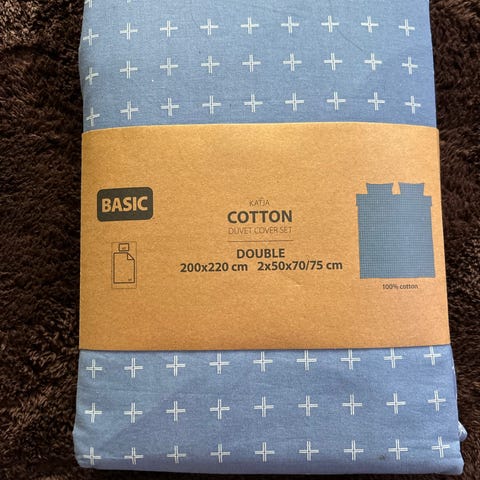 BASIC
KATJA
COTTON
DUVET COVER SET
DOUBLE
200x220 cm 2x50x70/75 cm
100% cotton